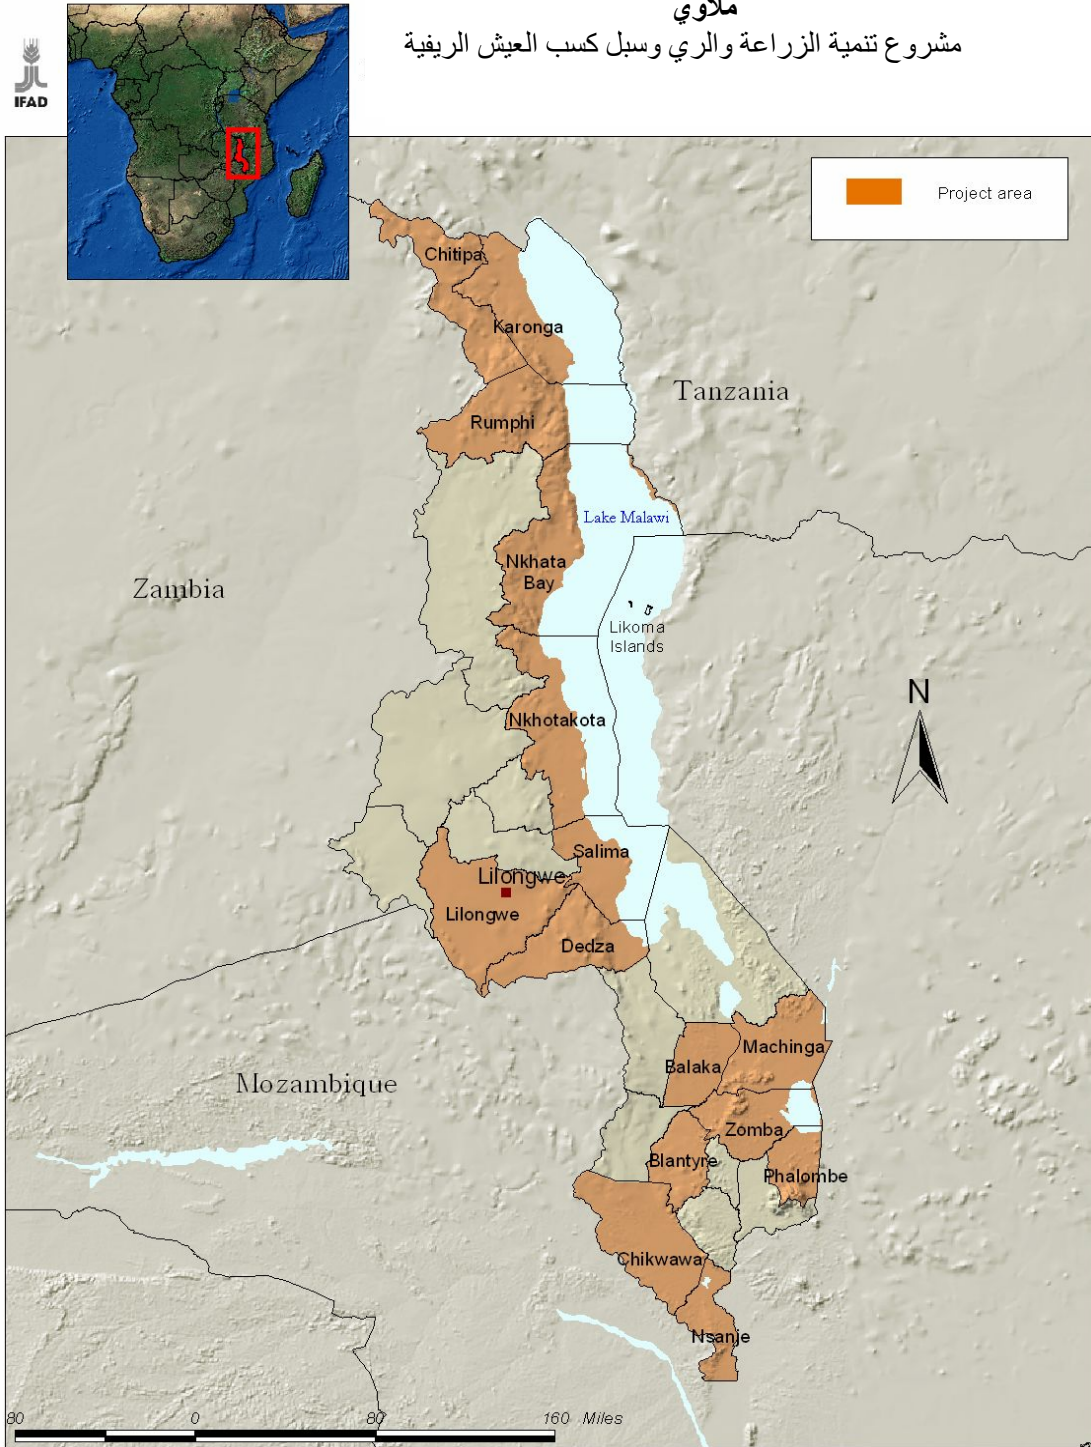 ملاوي
مشروع تنمية الزراعة والري وسبل كسب العيش الريفية
IFAD
Project area
Chitipa
Karonga
Tanzania
Rumphi
Lake Malawi
Nkhata
Bay
Zambia
Likoma
Islands
N
Nkhotakota
Salima
Lilongwe
Lilongwe
Dedza
Machinga
Balaka
Mozambique
Zomba
Blantyre
Phalombe
Chikwawa
Nsanje
80 0 80 160 Miles